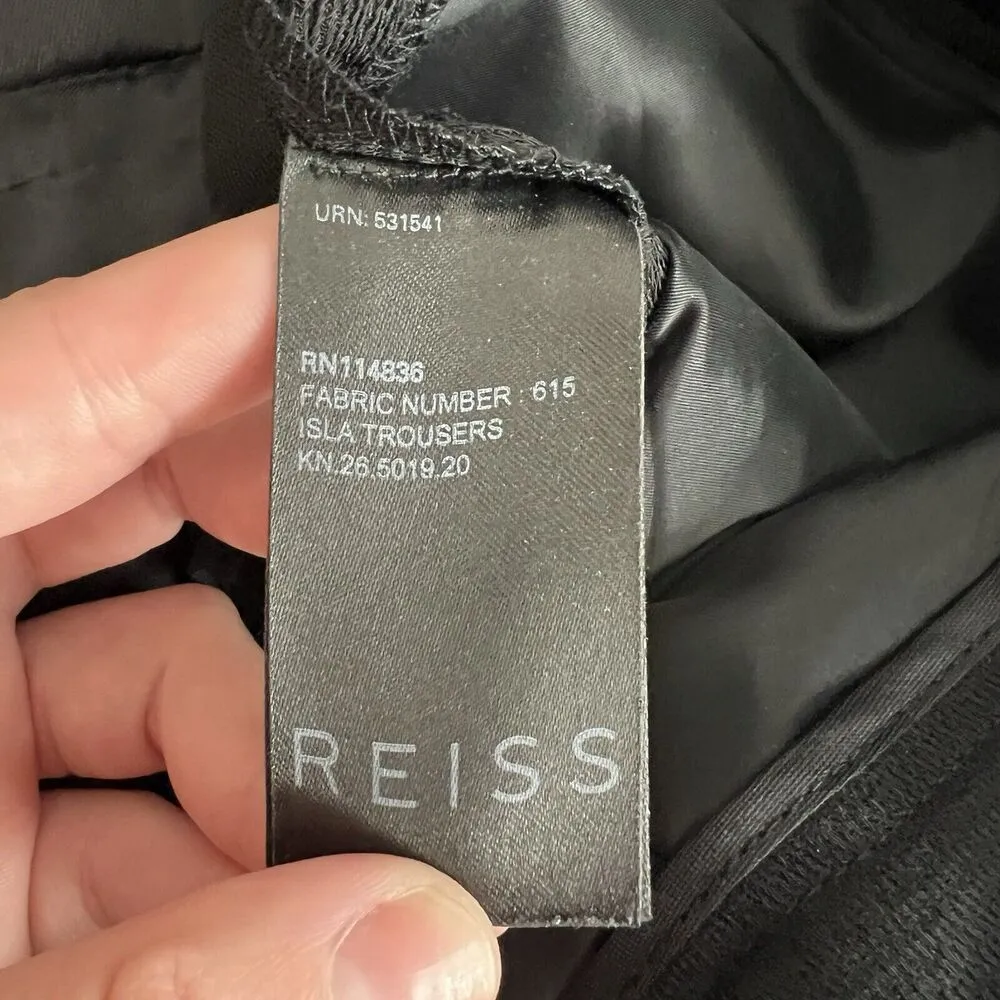 URN: 531541
RN114836
FABRIC NUMBER : 615
ISLA TROUSERS
KN.26.5019.20
REISS